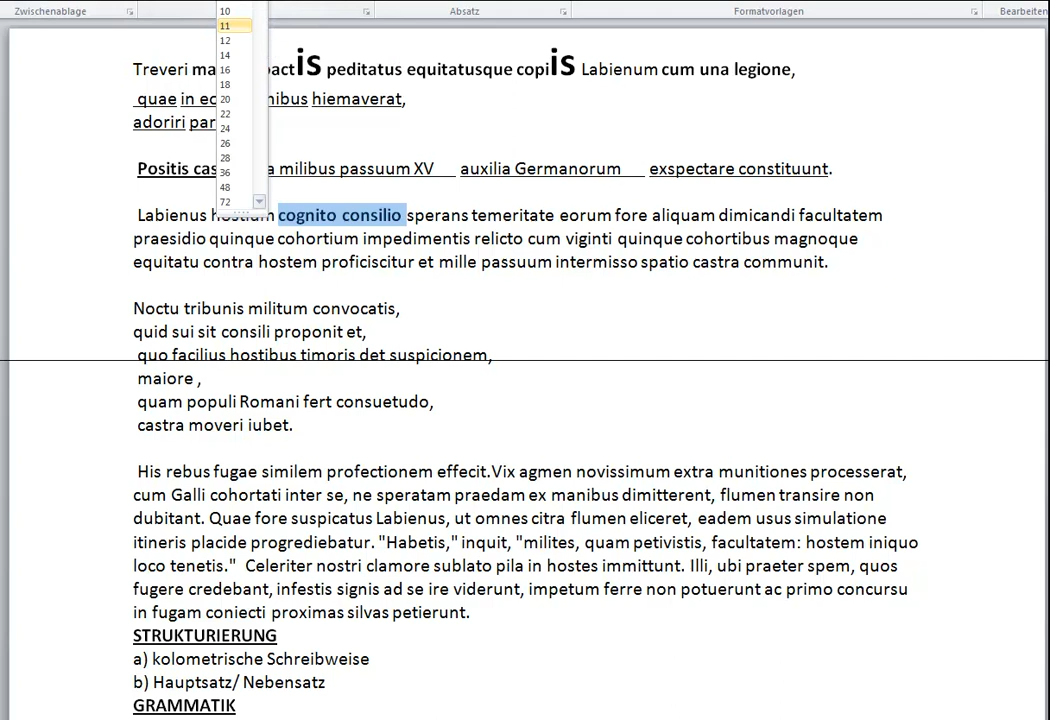 Zwischenablage Absatz Formatvorlagen Bearbeiten
10
11
12
14
16
18
20
22
24
26
28
36
48
72
Treveri is peditatus equitatusque copiis Labienum cum una legione,
quae in hiemaverat,
adoriri
Positis milibus passuum XV auxilia Germanorum exspectare constituunt.
Labienus hostium cognito consilio sperans temeritate eorum fore aliquam dimicandi facultatem
praesidio quinque cohortium impedimentis relicto cum viginti quinque cohortibus magnoque
equitatu contra hostem proficiscitur et mille passuum intermisso spatio castra communit.
Noctu tribunis militum convocatis,
quid sui sit consili proponit et,
quo facilius hostibus timoris det suspicionem,
maiore ,
quam populi Romani fert consuetudo,
castra moveri iubet.
His rebus fugae similem profectionem effecit.Vix agmen novissimum extra munitiones processerat,
cum Galli cohortati inter se, ne speratam praedam ex manibus dimitterent, flumen transire non
dubitant. Quae fore suspicatus Labienus, ut omnes citra flumen eliceret, eadem usus simulatione
itineris placide progrediebatur. "Habetis," inquit, "milites, quam petivistis, facultatem: hostem iniquo
loco tenetis." Celeriter nostri clamore sublato pila in hostes immittunt. Illi, ubi praeter spem, quos
fugere credebant, infestis signis ad se ire viderunt, impetum ferre non potuerunt ac primo concursu
in fugam coniecti proximas silvas petierunt.
STRUKTURIERUNG
a) kolometrische Schreibweise
b) Hauptsatz/ Nebensatz
GRAMMATIK